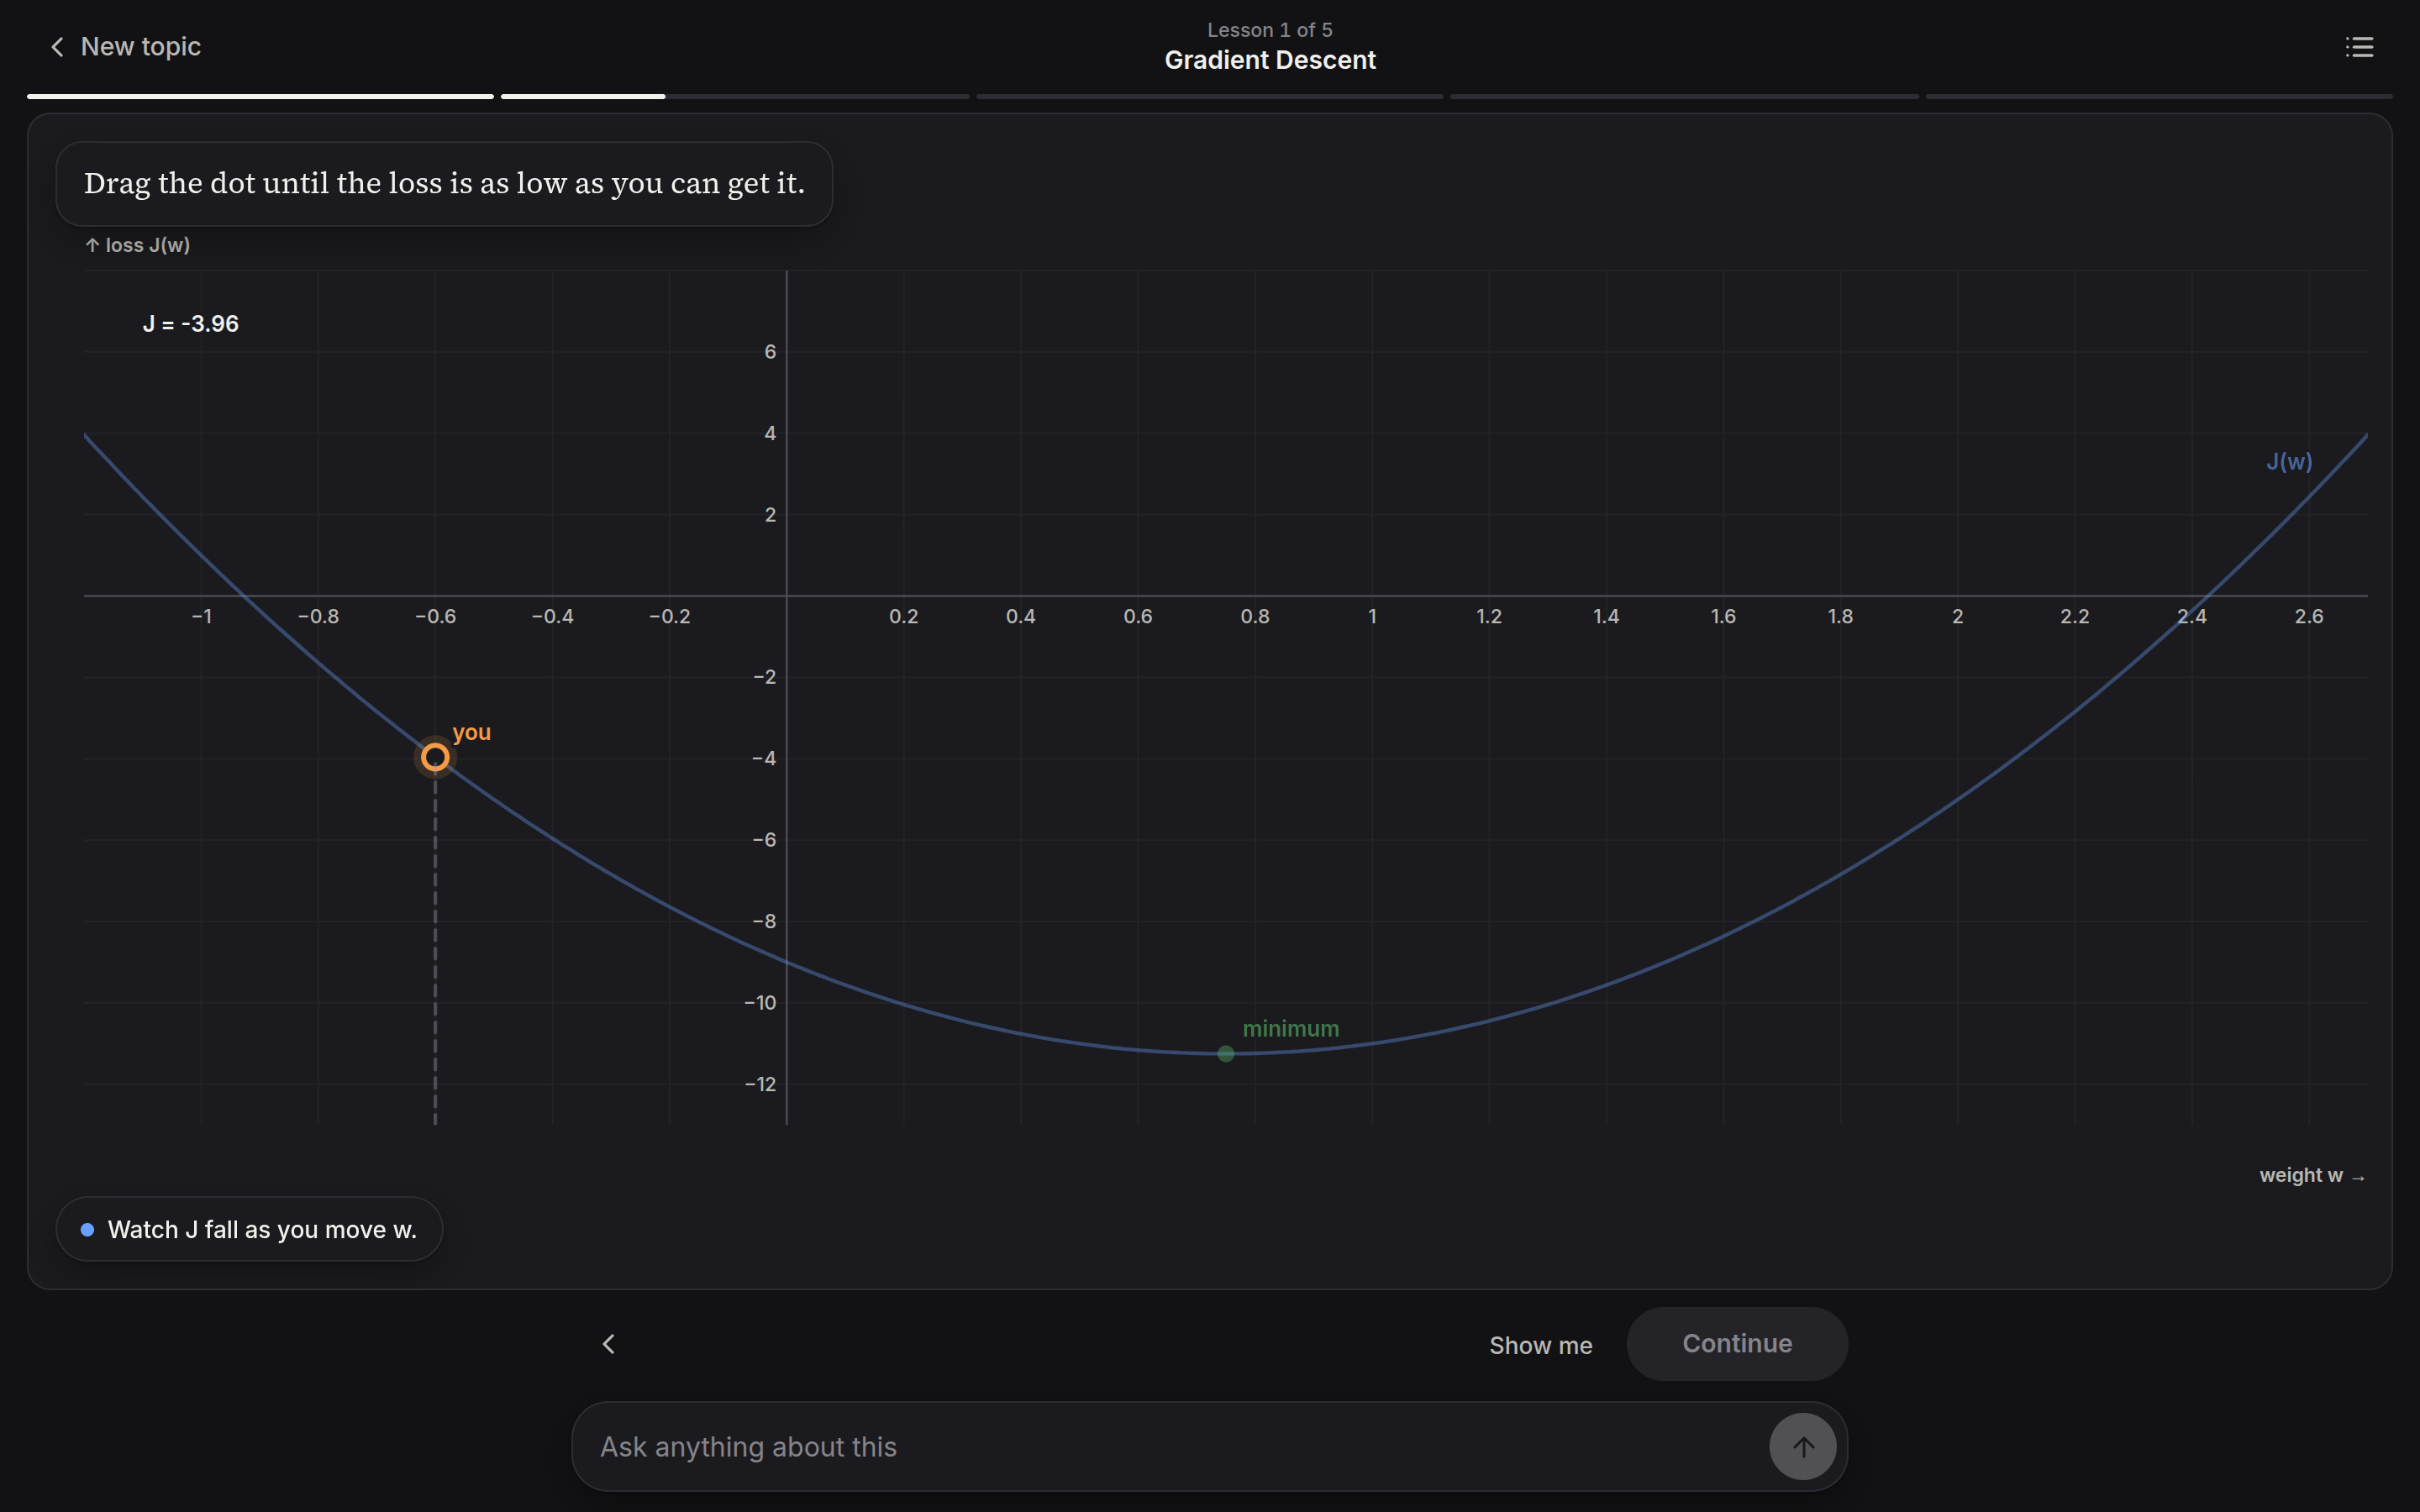 New topic
Lesson 1 of 5
Gradient Descent
Drag the dot until the loss is as low as you can get it.
↑ loss J(w)
J = -3.96
6
4
J(w)
2
−1 −0.8 −0.6 −0.4 −0.2 0.2 0.4 0.6 0.8 1 1.2 1.4 1.6 1.8 2 2.2 2.4 2.6
−2
you
−4
−6
−8
−10
minimum
−12
weight w →
Watch J fall as you move w.
Show me
Continue
Ask anything about this